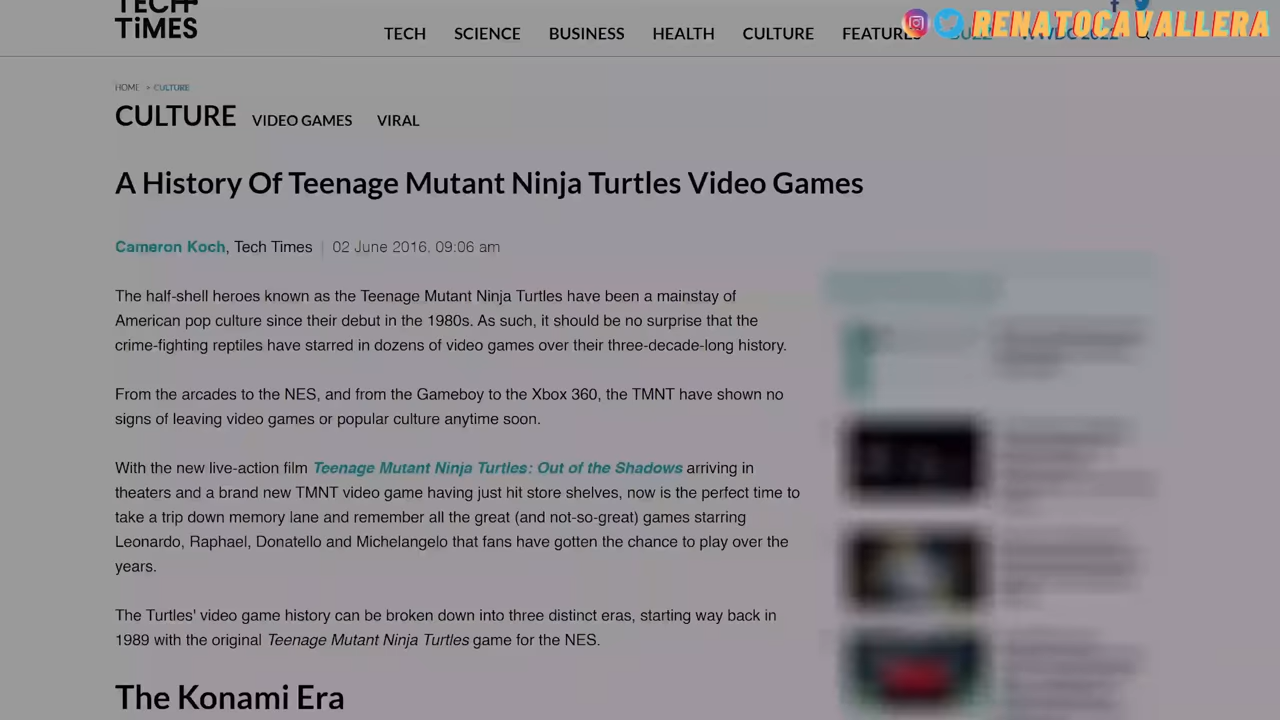 TECH
TiMES
TECH SCIENCE BUSINESS HEALTH CULTURE FEATURES BUZZ WWDC 2022
RENATOCAVALLERA
HOME > CULTURE
CULTURE VIDEO GAMES VIRAL
A History Of Teenage Mutant Ninja Turtles Video Games
Cameron Koch, Tech Times | 02 June 2016, 09:06 am
The half-shell heroes known as the Teenage Mutant Ninja Turtles have been a mainstay of
American pop culture since their debut in the 1980s. As such, it should be no surprise that the
crime-fighting reptiles have starred in dozens of video games over their three-decade-long history.
From the arcades to the NES, and from the Gameboy to the Xbox 360, the TMNT have shown no
signs of leaving video games or popular culture anytime soon.
With the new live-action film Teenage Mutant Ninja Turtles: Out of the Shadows arriving in
theaters and a brand new TMNT video game having just hit store shelves, now is the perfect time to
take a trip down memory lane and remember all the great (and not-so-great) games starring
Leonardo, Raphael, Donatello and Michelangelo that fans have gotten the chance to play over the
years.
The Turtles' video game history can be broken down into three distinct eras, starting way back in
1989 with the original Teenage Mutant Ninja Turtles game for the NES.
The Konami Era